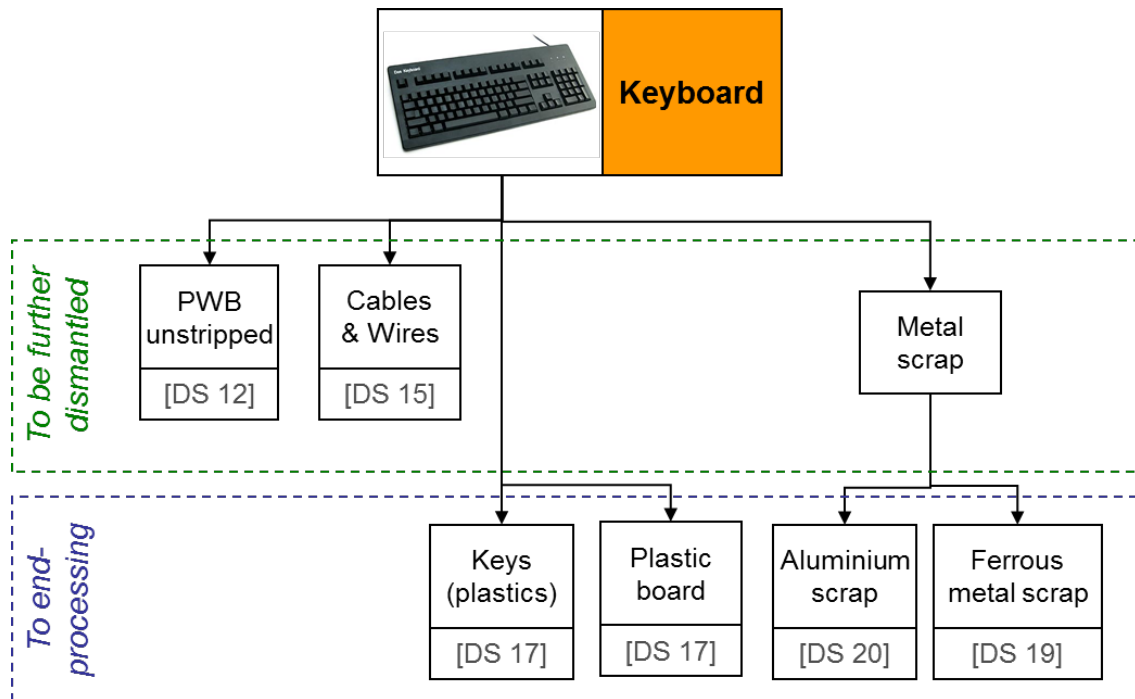 Keyboard
To be further
dismantled
PWB
unstripped
[DS 12]
Cables
& Wires
[DS 15]
Metal
scrap
To end-
processing
Keys
(plastics)
[DS 17]
Plastic
board
[DS 17]
Aluminium
scrap
[DS 20]
Ferrous
metal scrap
[DS 19]